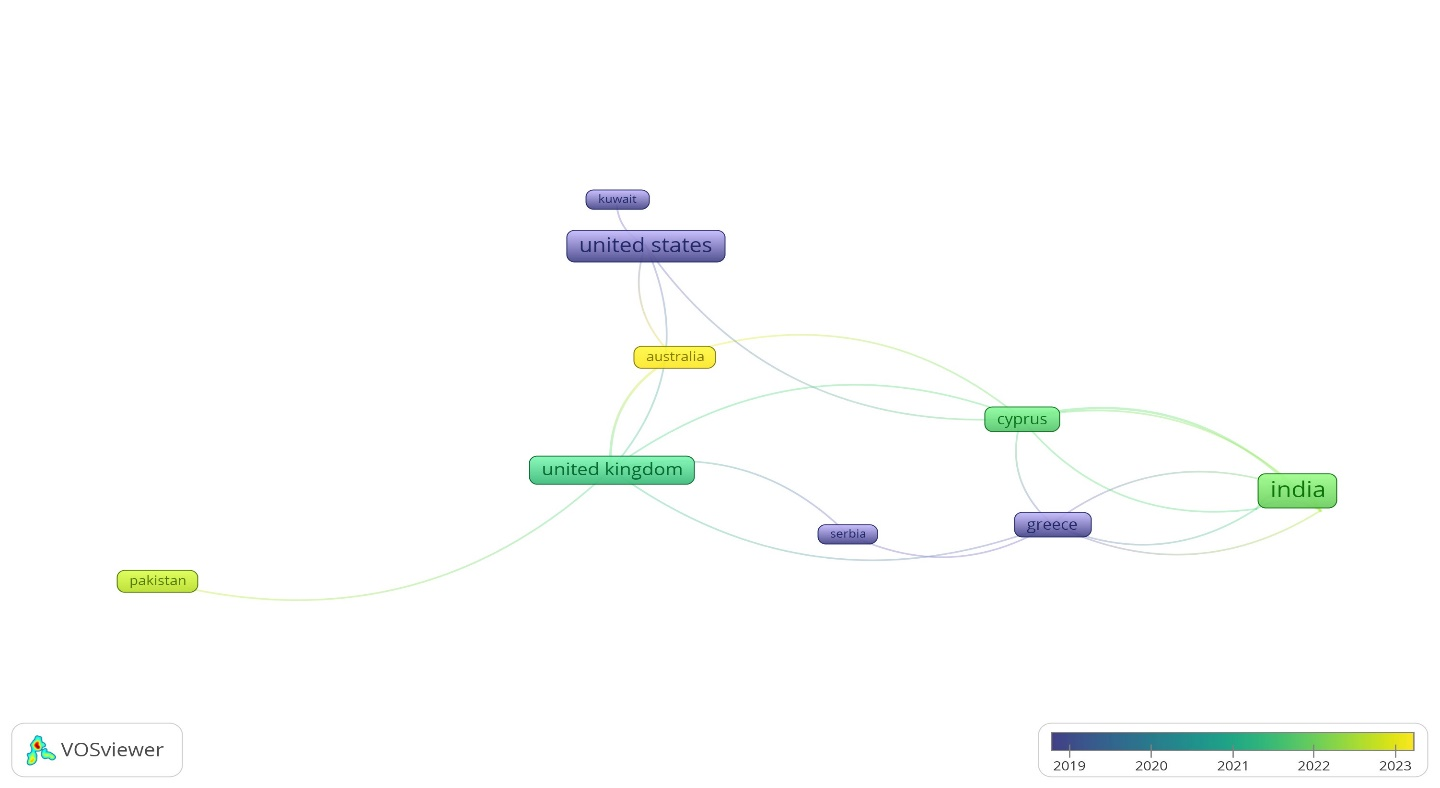 kuwait
united states
australia
cyprus
united kingdom
india
greece
serbia
pakistan
VOSviewer
2019 2020 2021 2022 2023